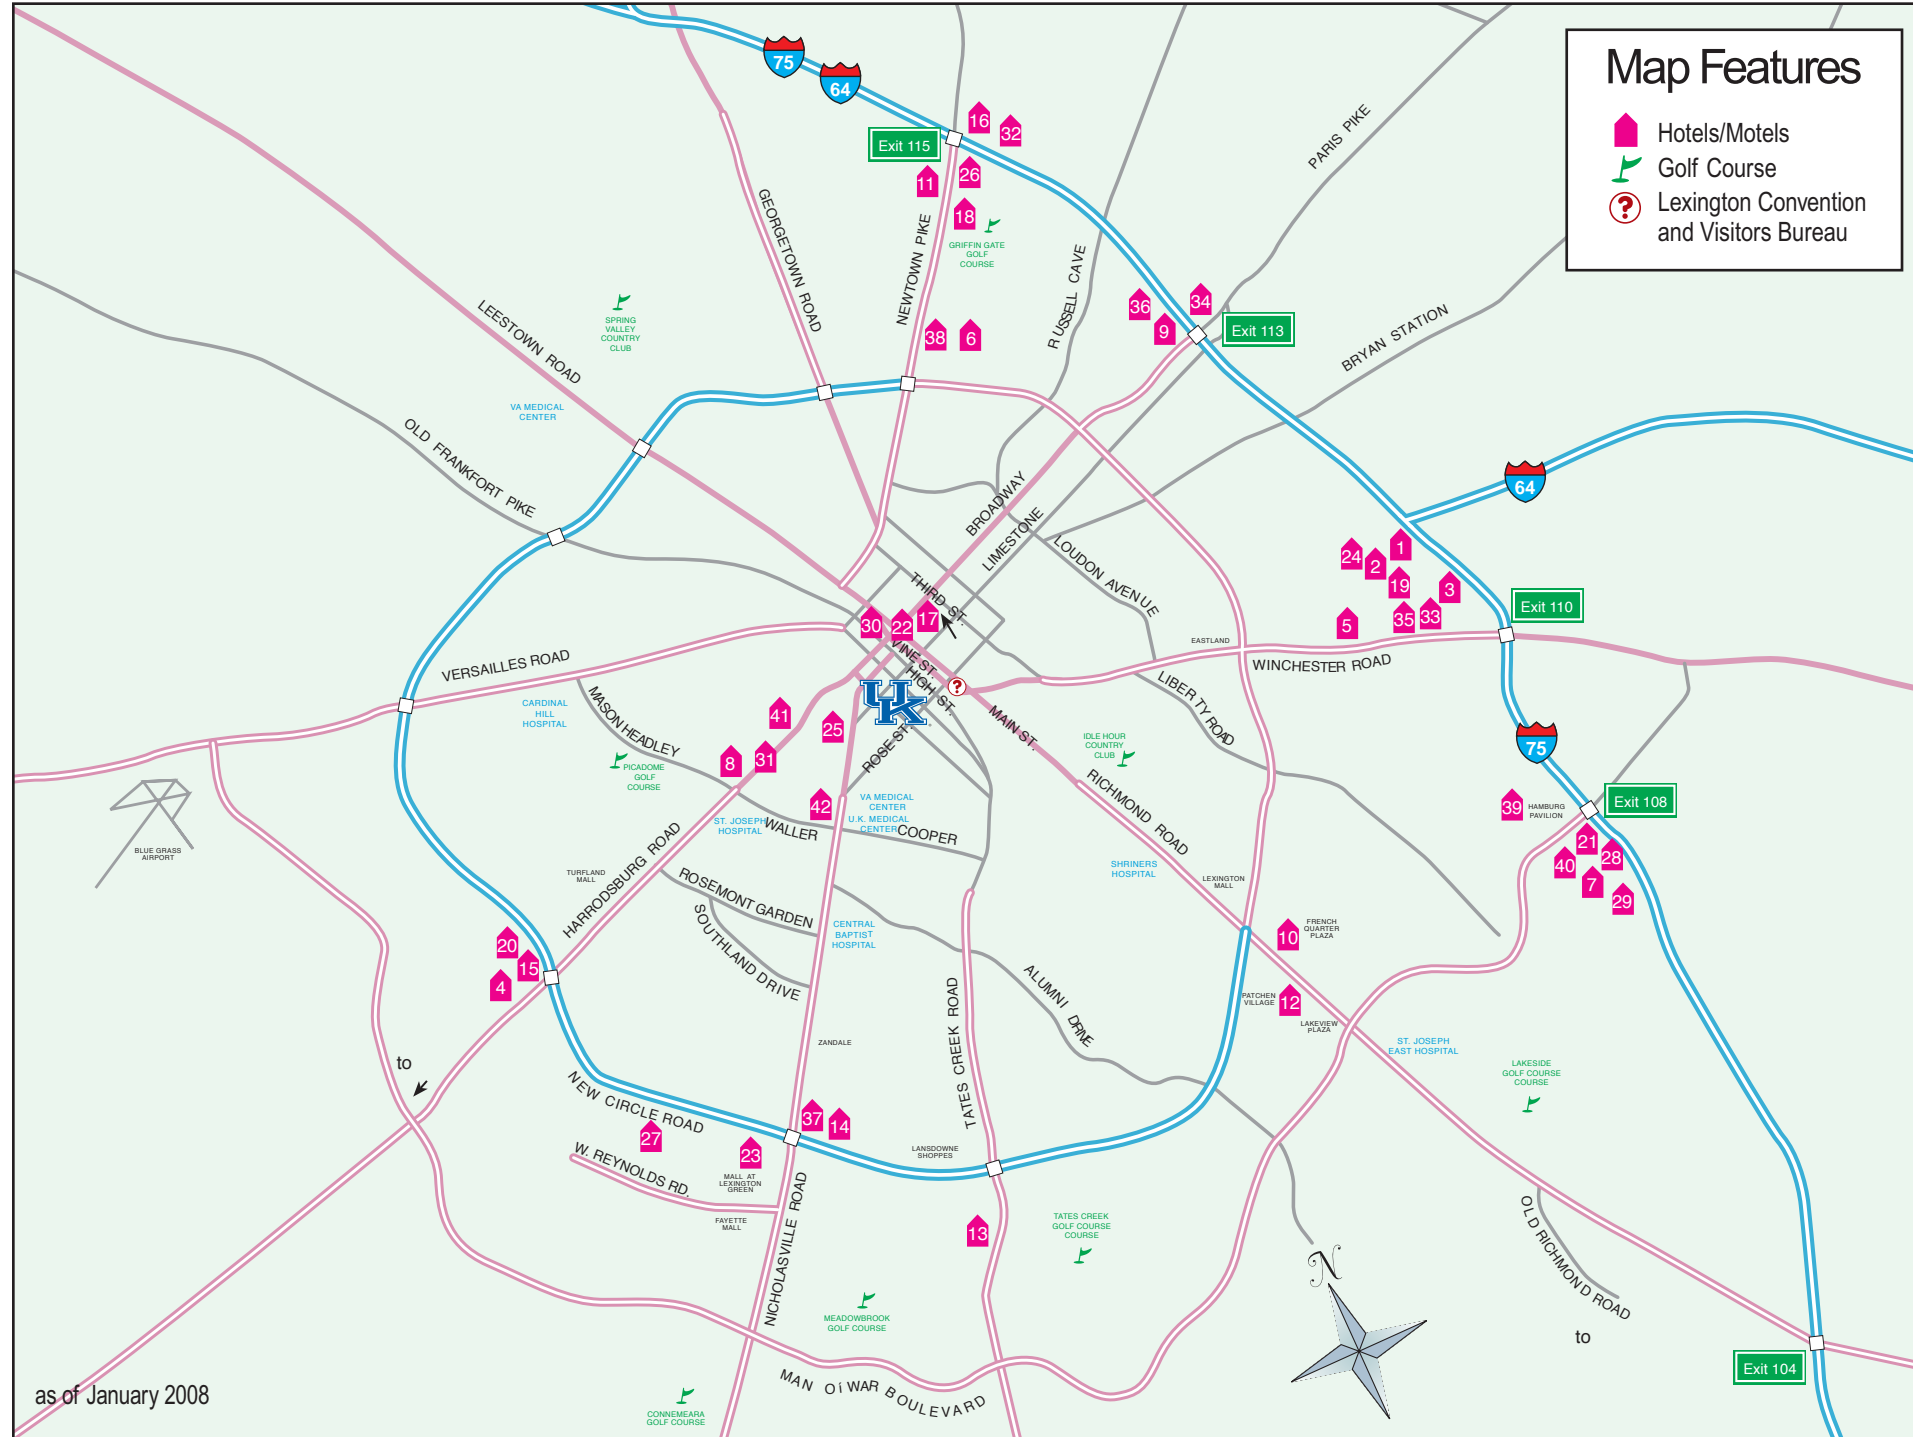 Map Features
Hotels/Motels
Golf Course
?
Lexington Convention
and Visitors Bureau
75
64
Exit 115
16
32
11
26
18
GRIFFIN GATE
GOLF
COURSE
PARIS PIKE
GEORGETOWN ROAD
NEWTOWN PIKE
RUSSELL CAVE
36
34
9
Exit 113
38
6
SPRING
VALLEY
COUNTRY
CLUB
LEESTOWN ROAD
BRYAN STATION
VA MEDICAL
CENTER
OLD FRANKFORT PIKE
64
BROADWAY
LIMESTONE
LOUDON AVENUE
24
1
2
19
3
5
35
33
Exit 110
THIRD ST.
30
22
17
EASTLAND
WINCHESTER ROAD
VINE ST.
HIGH ST.
VERSAILLES ROAD
MASON HEADLEY
CARDINAL
HILL
HOSPITAL
UK
?
MAIN ST.
LIBERTY ROAD
ROSE ST.
41
25
8
31
IDLE HOUR
COUNTRY
CLUB
75
PICADOME
GOLF
COURSE
RICHMOND ROAD
39
HAMBURG
PAVILION
Exit 108
42
VA MEDICAL
CENTER
U.K. MEDICAL
CENTER
ST. JOSEPH
HOSPITAL
WALLER
COOPER
BLUE GRASS
AIRPORT
TURFLAND
MALL
HARRODSBURG ROAD
ROSEMONT GARDEN
SOUTHLAND DRIVE
SHRINERS
HOSPITAL
LEXINGTON
MALL
21
40
28
7
29
CENTRAL
BAPTIST
HOSPITAL
10
FRENCH
QUARTER
PLAZA
20
15
4
ALUMNI DRIVE
TATES CREEK ROAD
PATCHEN
VILLAGE
12
LAKEVIEW
PLAZA
ZANDALE
ST. JOSEPH
EAST HOSPITAL
to
LAKESIDE
GOLF COURSE
COURSE
NEW CIRCLE ROAD
27
37
14
23
W. REYNOLDS RD.
MALL AT
LEXINGTON
GREEN
FAYETTE
MALL
LANSDOWNE
SHOPPES
NICHOLASVILLE ROAD
13
TATES CREEK
GOLF COURSE
COURSE
OLD RICHMOND ROAD
N
MEADOWBROOK
GOLF COURSE
to
Exit 104
MAN OíWAR BOULEVARD
as of January 2008
CONNEMEARA
GOLF COURSE